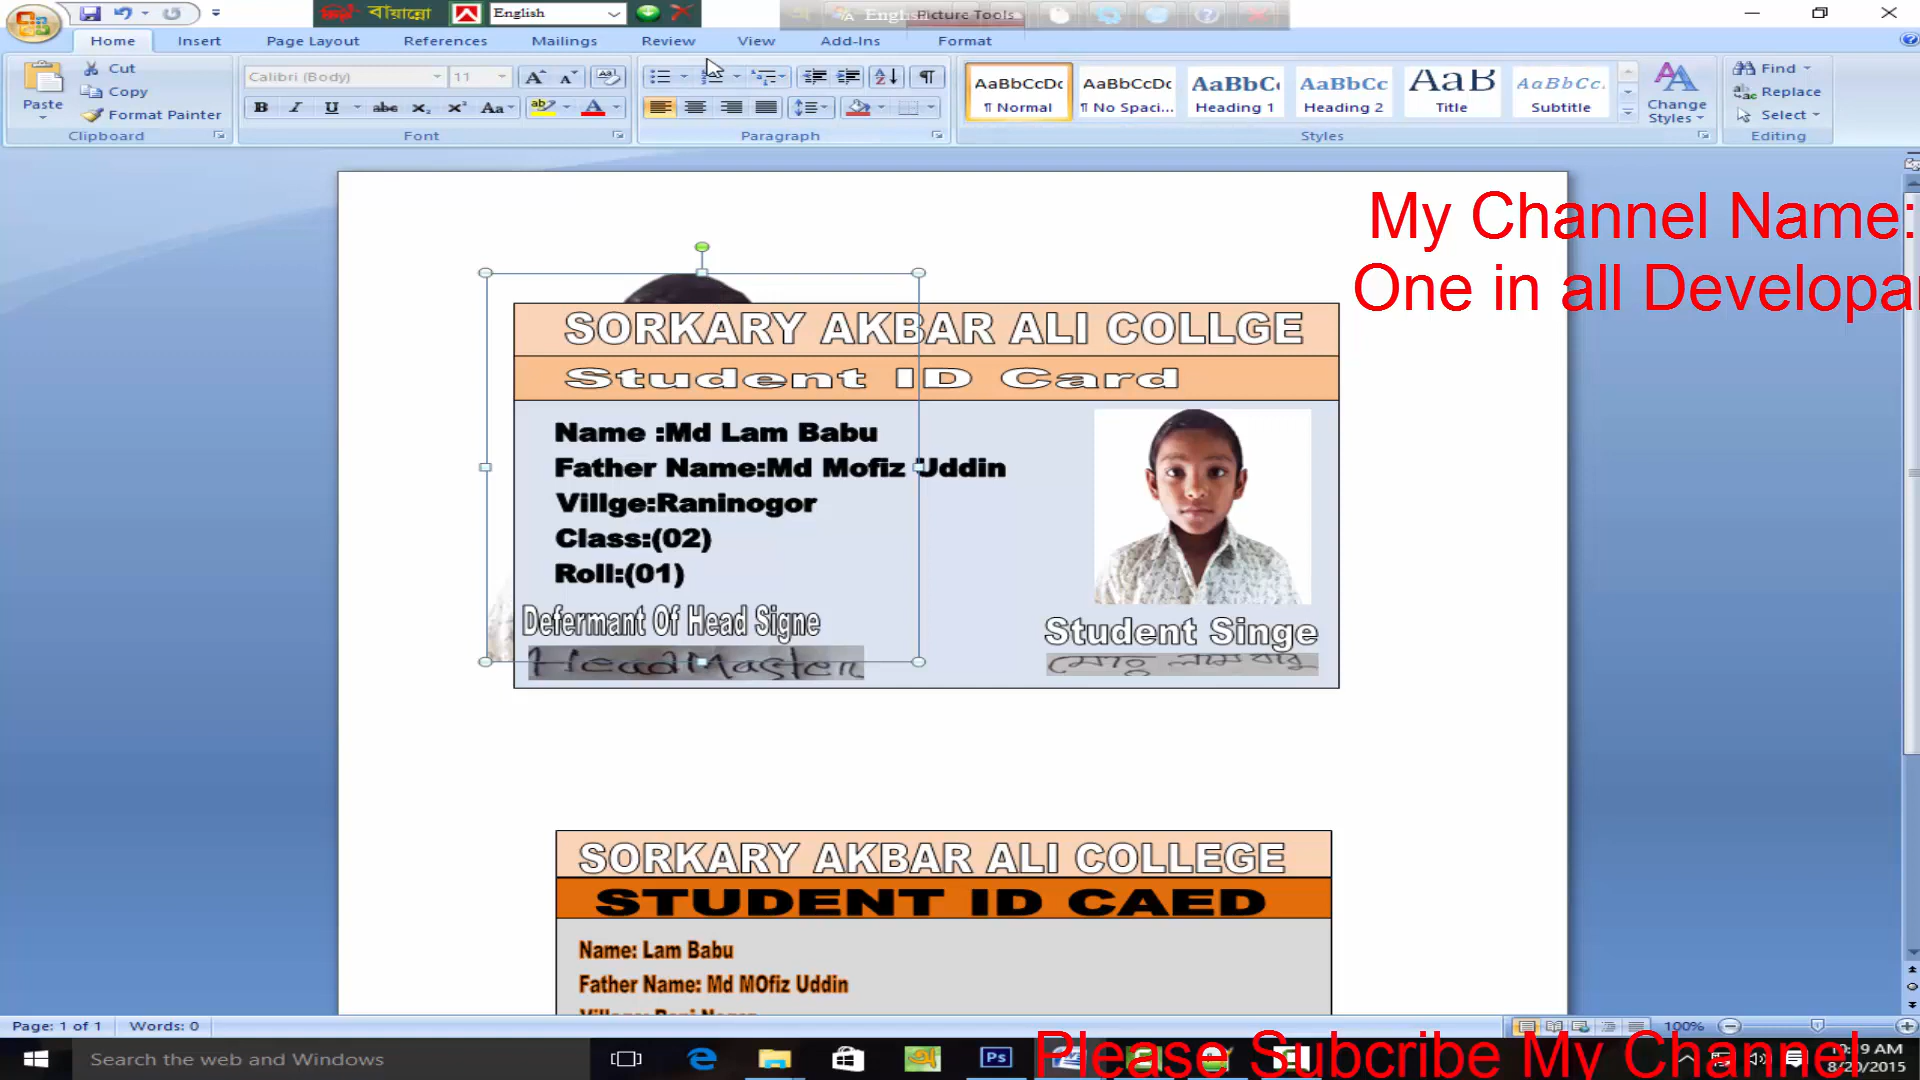 বায়ান্নো
English
Picture Tools
Home
Insert
Page Layout
References
Mailings
Review
View
Add-Ins
Format
Paste
Cut
Copy
Format Painter
Clipboard
Calibri (Body)
11
Font
Paragraph
AaBbCcDc
¶ Normal
AaBbCcDc
¶ No Spaci...
AaBbC
Heading 1
AaBbCc
Heading 2
AaB
Title
AaBbCc.
Subtitle
Styles
Change
Styles
Find
Replace
Select
Editing
My Channel Name:
One in all Developa
SORKARY AKBAR ALI COLLGE
Student ID Card
Name :Md Lam Babu
Father Name:Md Mofiz Uddin
Villge:Raninogor
Class:(02)
Roll:(01)
Defermant Of Head Signe
HeadMaster
Student Singe
SORKARY AKBAR ALI COLLEGE
STUDENT ID CAED
Name: Lam Babu
Father Name: Md MOfiz Uddin
Page: 1 of 1
Words: 0
100%
Search the web and Windows
Please Subcribe My Channel
8/20/2015